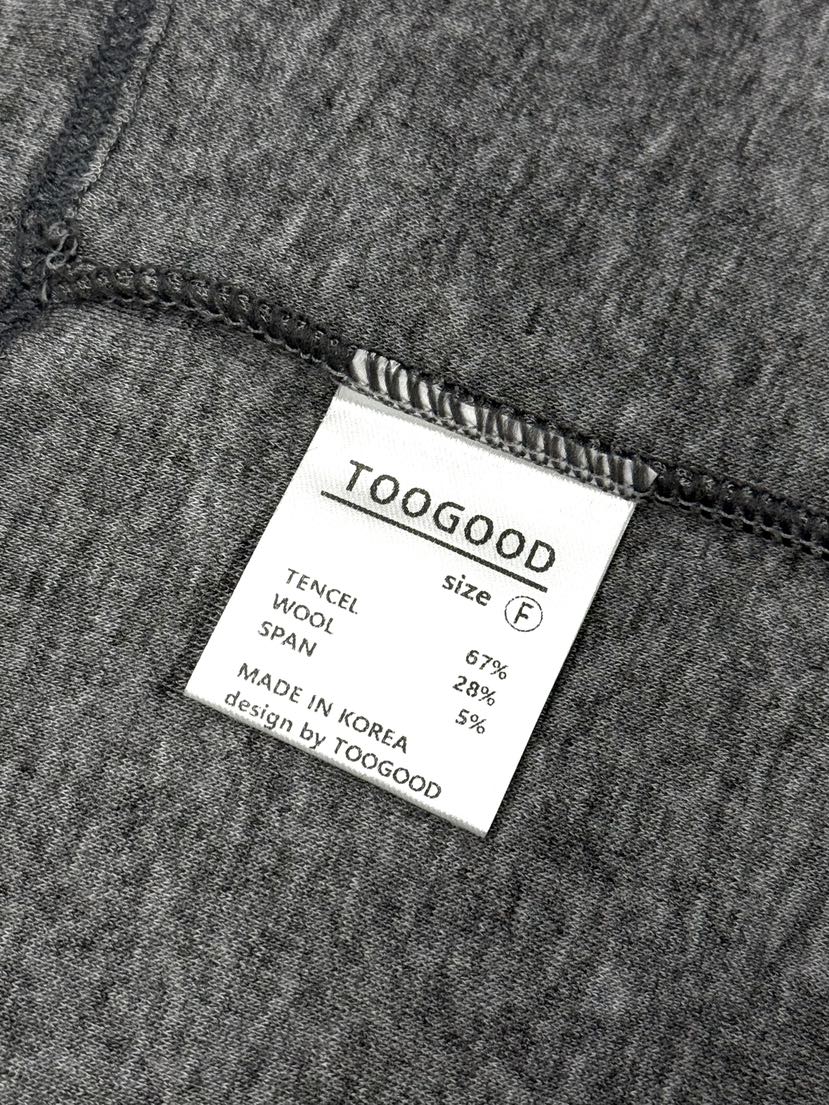 TOOGOOD
size F
TENCEL 67%
WOOL 28%
SPAN 5%
MADE IN KOREA
design by TOOGOOD